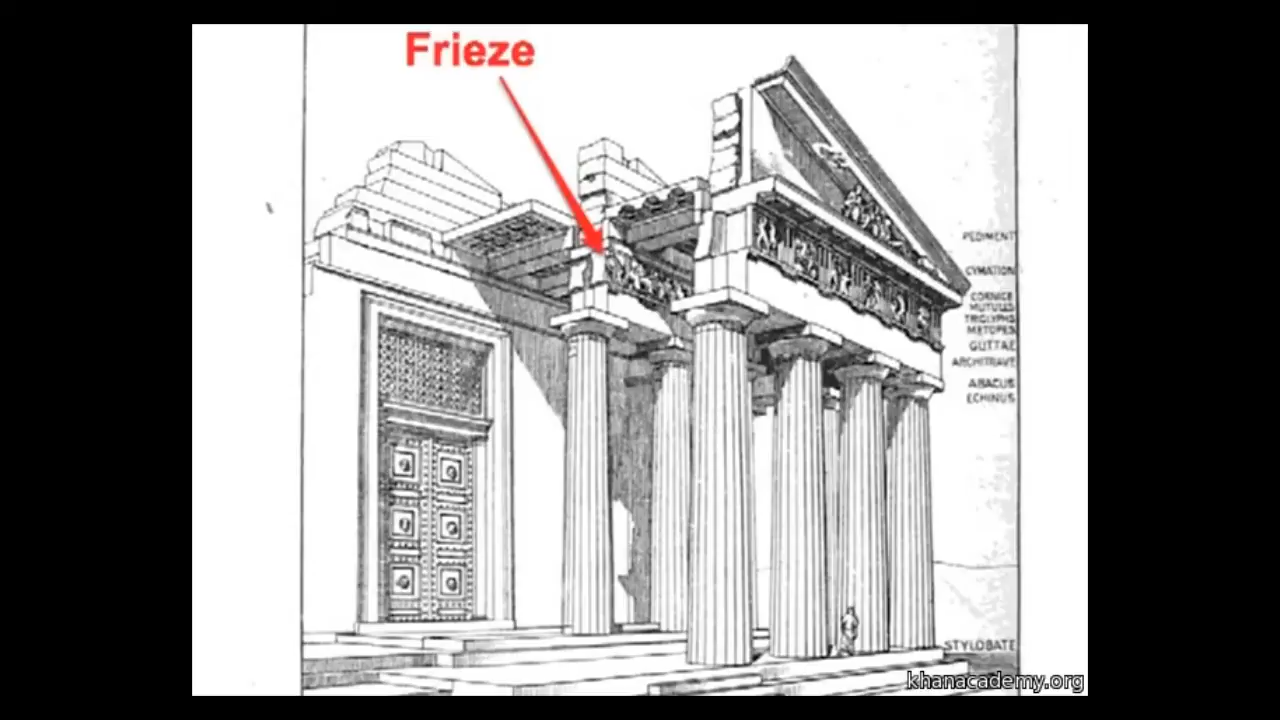 Frieze
PEDIMENT
CYMATION
CORNICE
MUTULES
TRIGLYPHS
METOPES
GUTTAE
ARCHITRAVE
ABACUS
ECHINUS
STYLOBATE
khanacademy.org